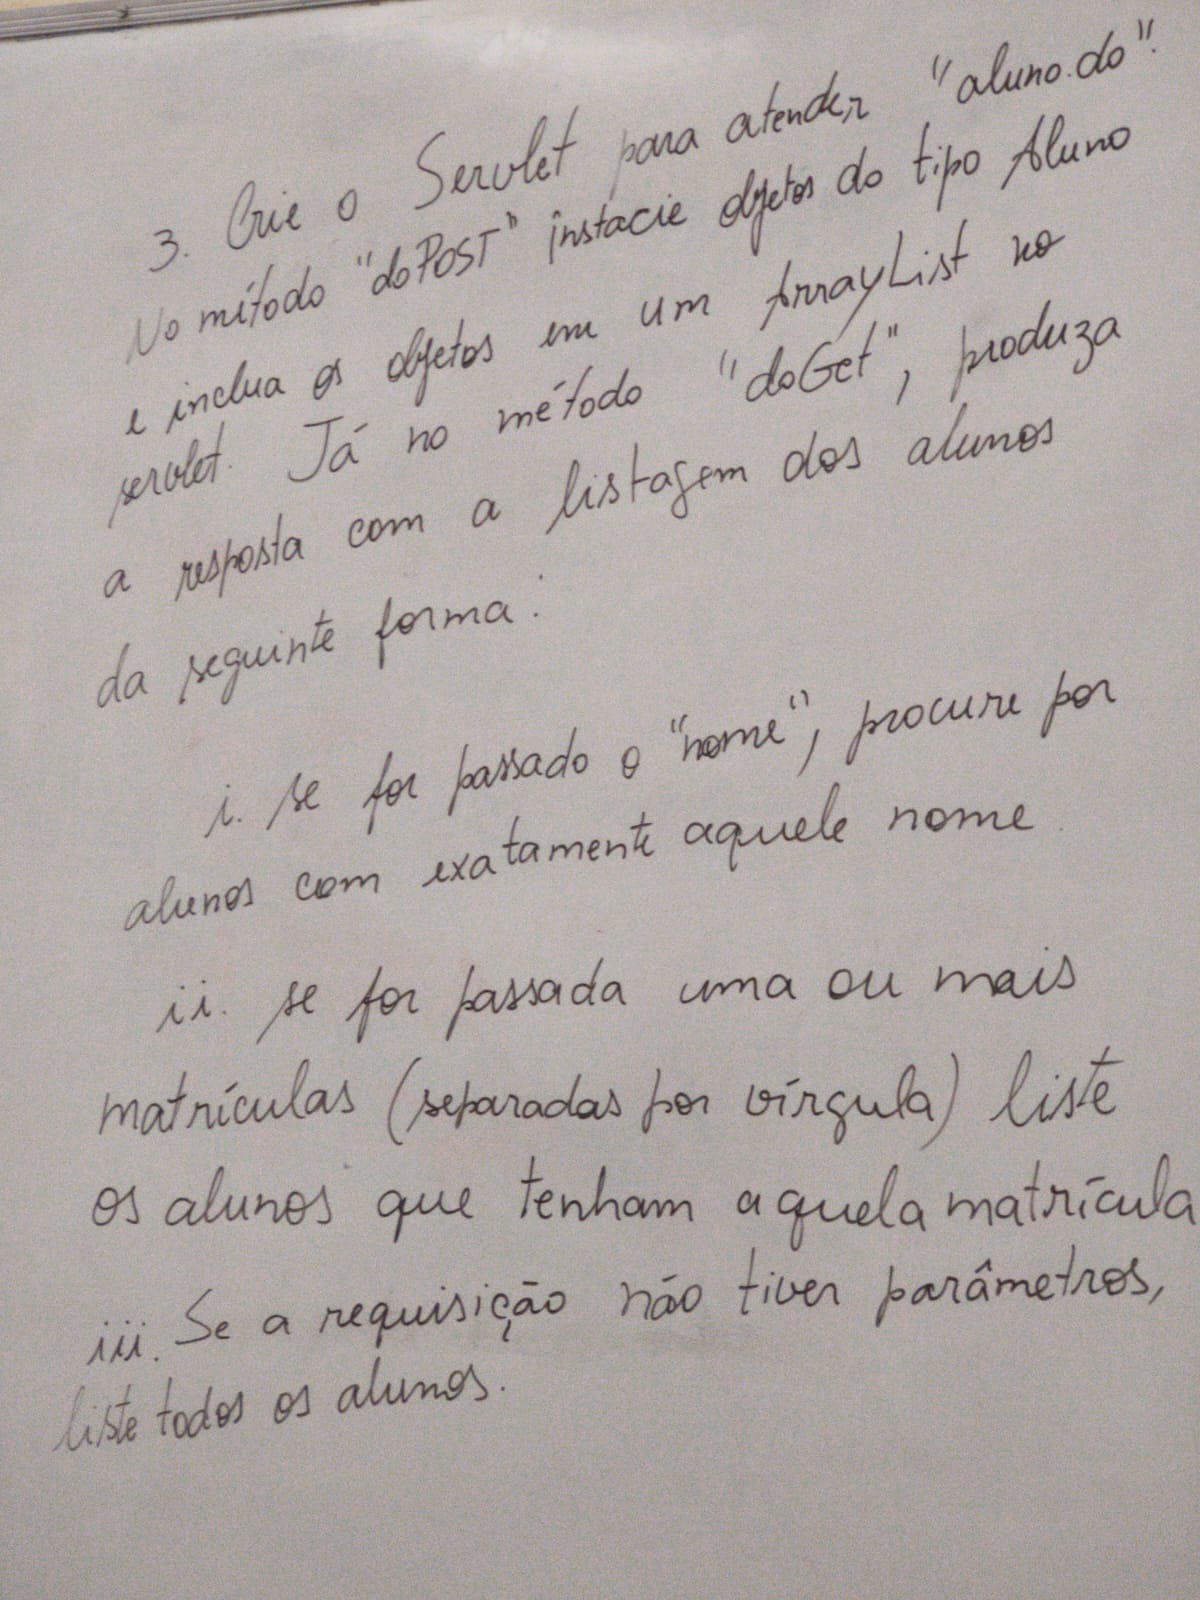 3. Crie o Servlet para atender "aluno.do".
No método "doPOST" instacie objetos do tipo Aluno
e inclua os objetos em um ArrayList no
servlet. Já no método "doGet", produza
a resposta com a listagem dos alunos
da seguinte forma:
i. se for passado o "nome", procure por
alunos com exatamente aquele nome
ii. se for passada uma ou mais
matrículas (separadas por vírgula) liste
os alunos que tenham aquela matrícula
iii. Se a requisição não tiver parâmetros,
liste todos os alunos.